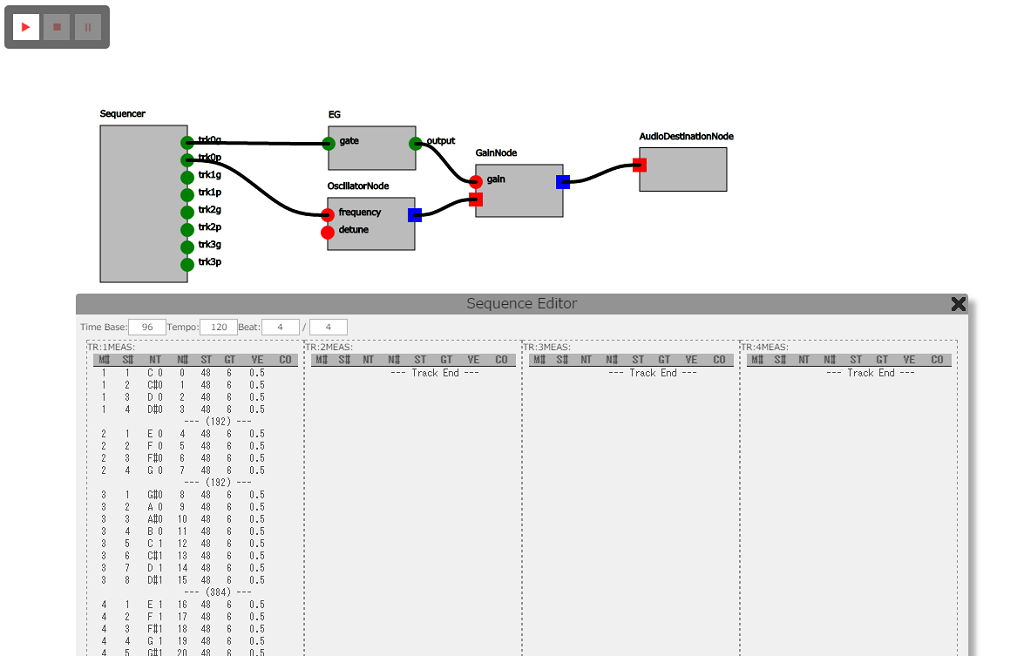 Sequencer
EG
trk0g
gate
output
AudioDestinationNode
trk0p
GainNode
trk1g
gain
trk1p
OscillatorNode
trk2g
frequency
trk2p
detune
trk3g
trk3p
Sequence Editor
Time Base: 96 Tempo: 120 Beat: 4 / 4
TR:1MEAS: TR:2MEAS: TR:3MEAS: TR:4MEAS:
M# S# NT N# ST GT VE CO M# S# NT N# ST GT VE CO M# S# NT N# ST GT VE CO M# S# NT N# ST GT VE CO
1 1 C 0 0 48 6 0.5 --- Track End --- --- Track End --- --- Track End ---
1 2 C#0 1 48 6 0.5
1 3 D 0 2 48 6 0.5
1 4 D#0 3 48 6 0.5
--- (192) ---
2 1 E 0 4 48 6 0.5
2 2 F 0 5 48 6 0.5
2 3 F#0 6 48 6 0.5
2 4 G 0 7 48 6 0.5
--- (192) ---
3 1 G#0 8 48 6 0.5
3 2 A 0 9 48 6 0.5
3 3 A#0 10 48 6 0.5
3 4 B 0 11 48 6 0.5
3 5 C 1 12 48 6 0.5
3 6 C#1 13 48 6 0.5
3 7 D 1 14 48 6 0.5
3 8 D#1 15 48 6 0.5
--- (384) ---
4 1 E 1 16 48 6 0.5
4 2 F 1 17 48 6 0.5
4 3 F#1 18 48 6 0.5
4 4 G 1 19 48 6 0.5
4 5 G#1 20 48 6 0.5